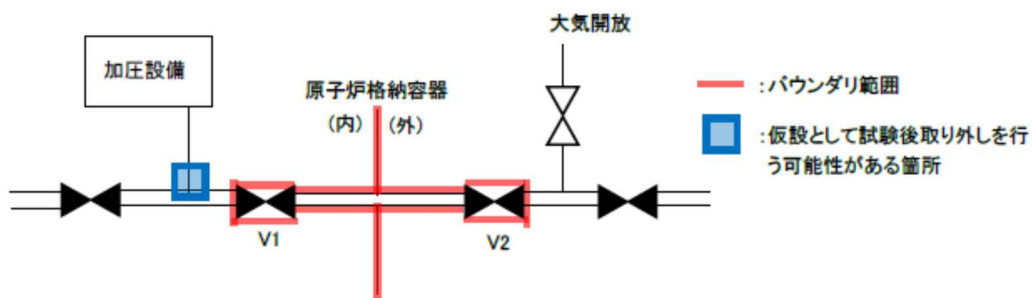 大気開放
加圧設備
原子炉格納容器
(内) (外)
V1
V2
:バウンダリ範囲
:仮設として試験後取り外しを行
う可能性がある箇所